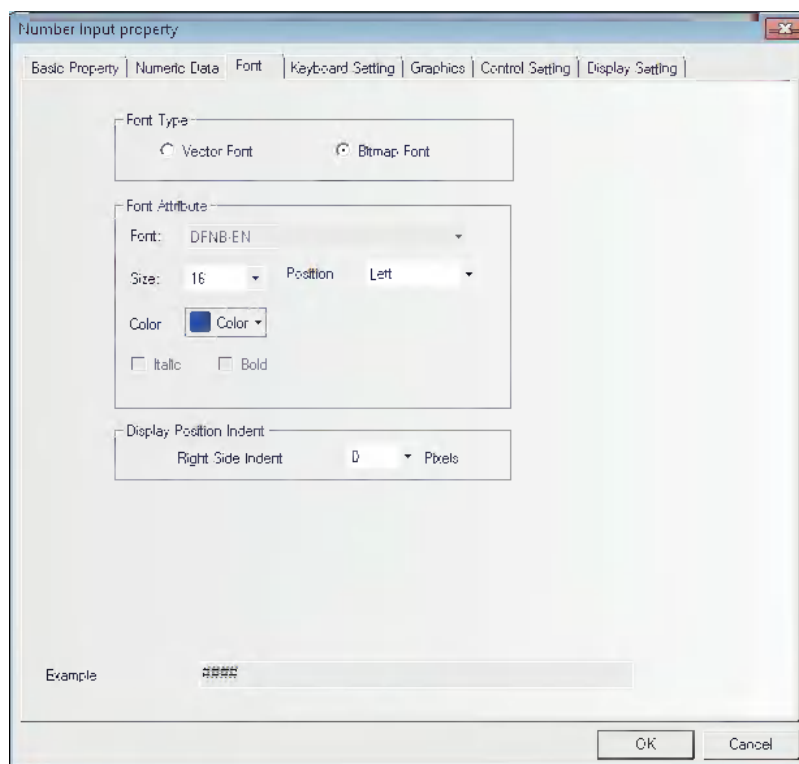 Number Input property
Basic Property Numeric Data Font Keyboard Setting Graphics Control Setting Display Setting
Font Type
Vector Font Bitmap Font
Font Attribute
Font: DFNB-EN
Size: 16 Position Left
Color Color
Italic Bold
Display Position Indent
Right Side Indent 0 Pixels
Example ####
OK Cancel